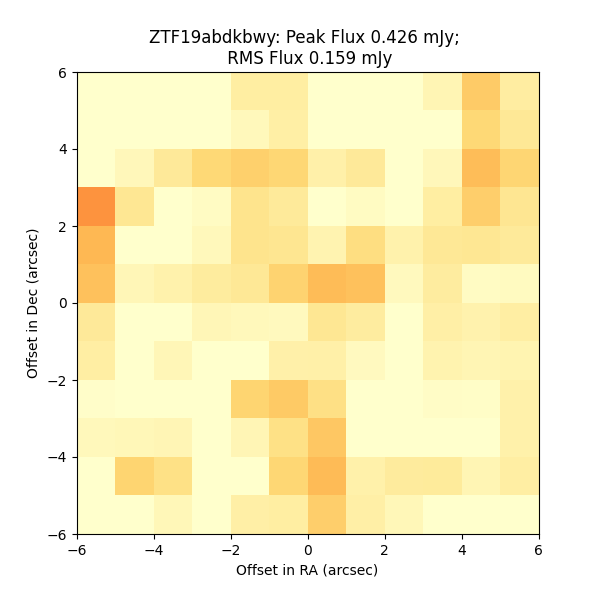 ZTF19abdkbwy: Peak Flux 0.426 mJy;
RMS Flux 0.159 mJy
6
4
2
0
−2
−4
−6
Offset in Dec (arcsec)
−6 −4 −2 0 2 4 6
Offset in RA (arcsec)